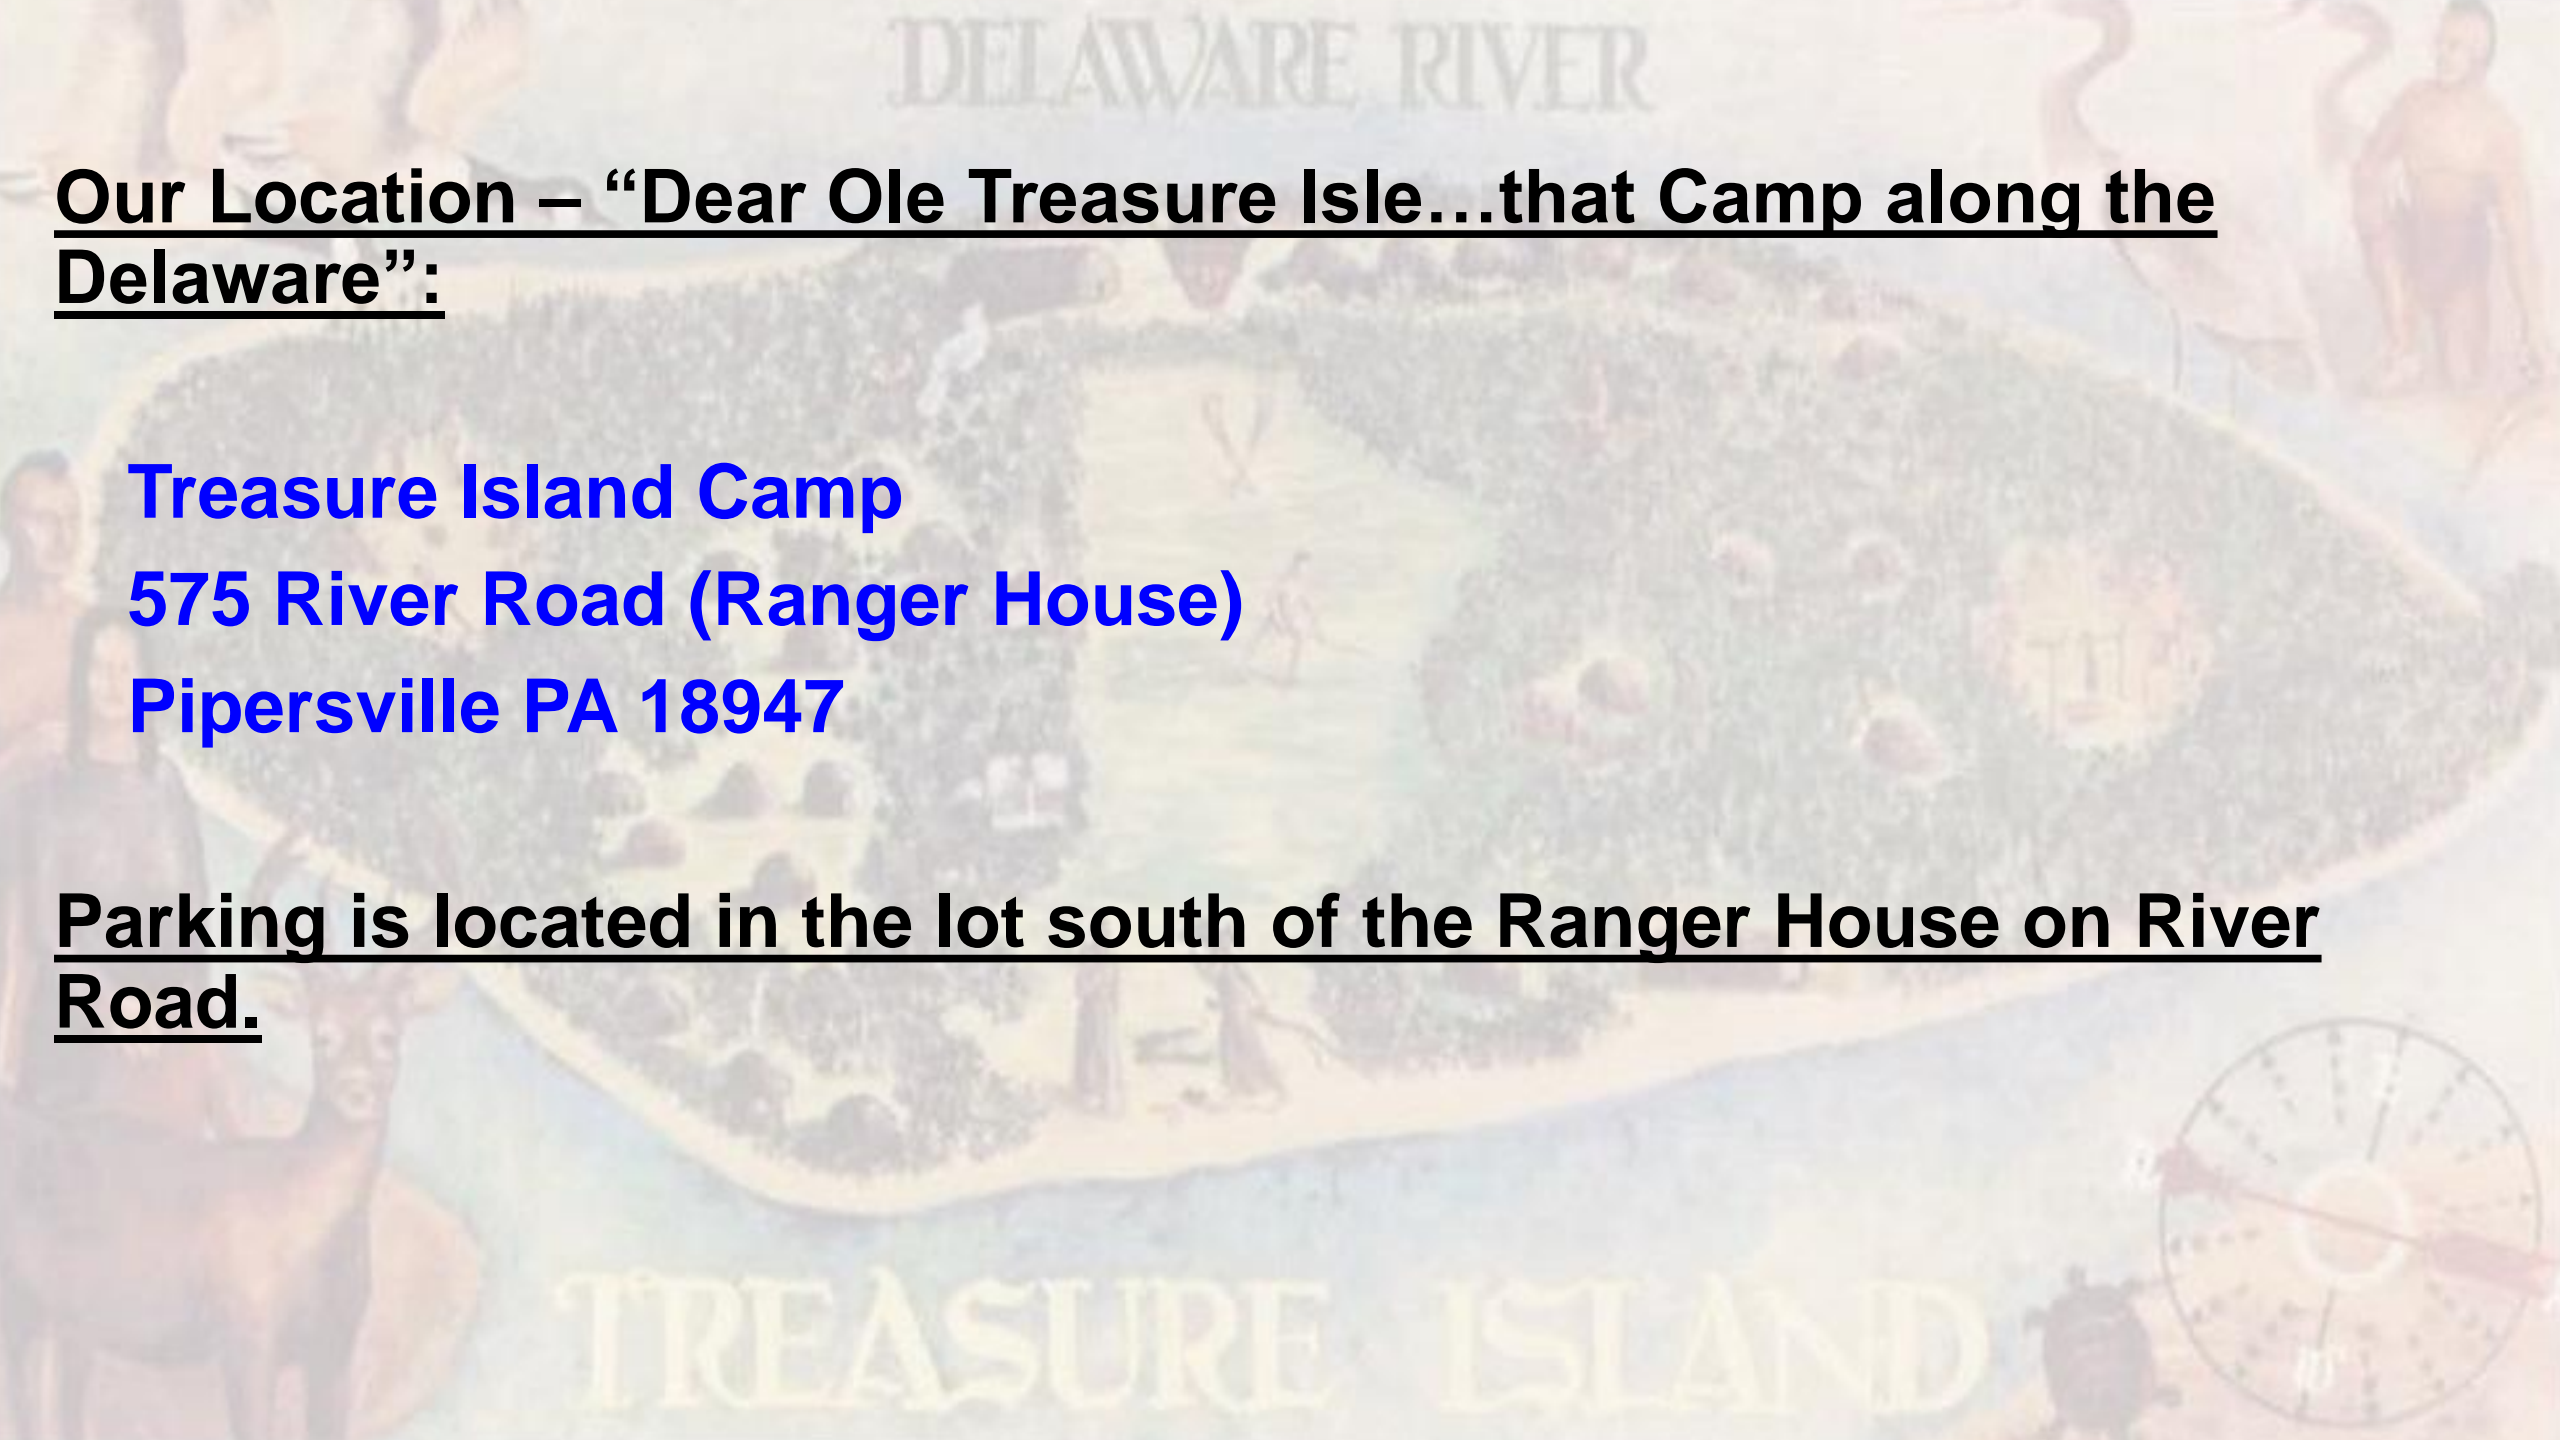 DELAWARE RIVER
Our Location – “Dear Ole Treasure Isle…that Camp along the
Delaware”:
Treasure Island Camp
575 River Road (Ranger House)
Pipersville PA 18947
Parking is located in the lot south of the Ranger House on River
Road.
TREASURE ISLAND